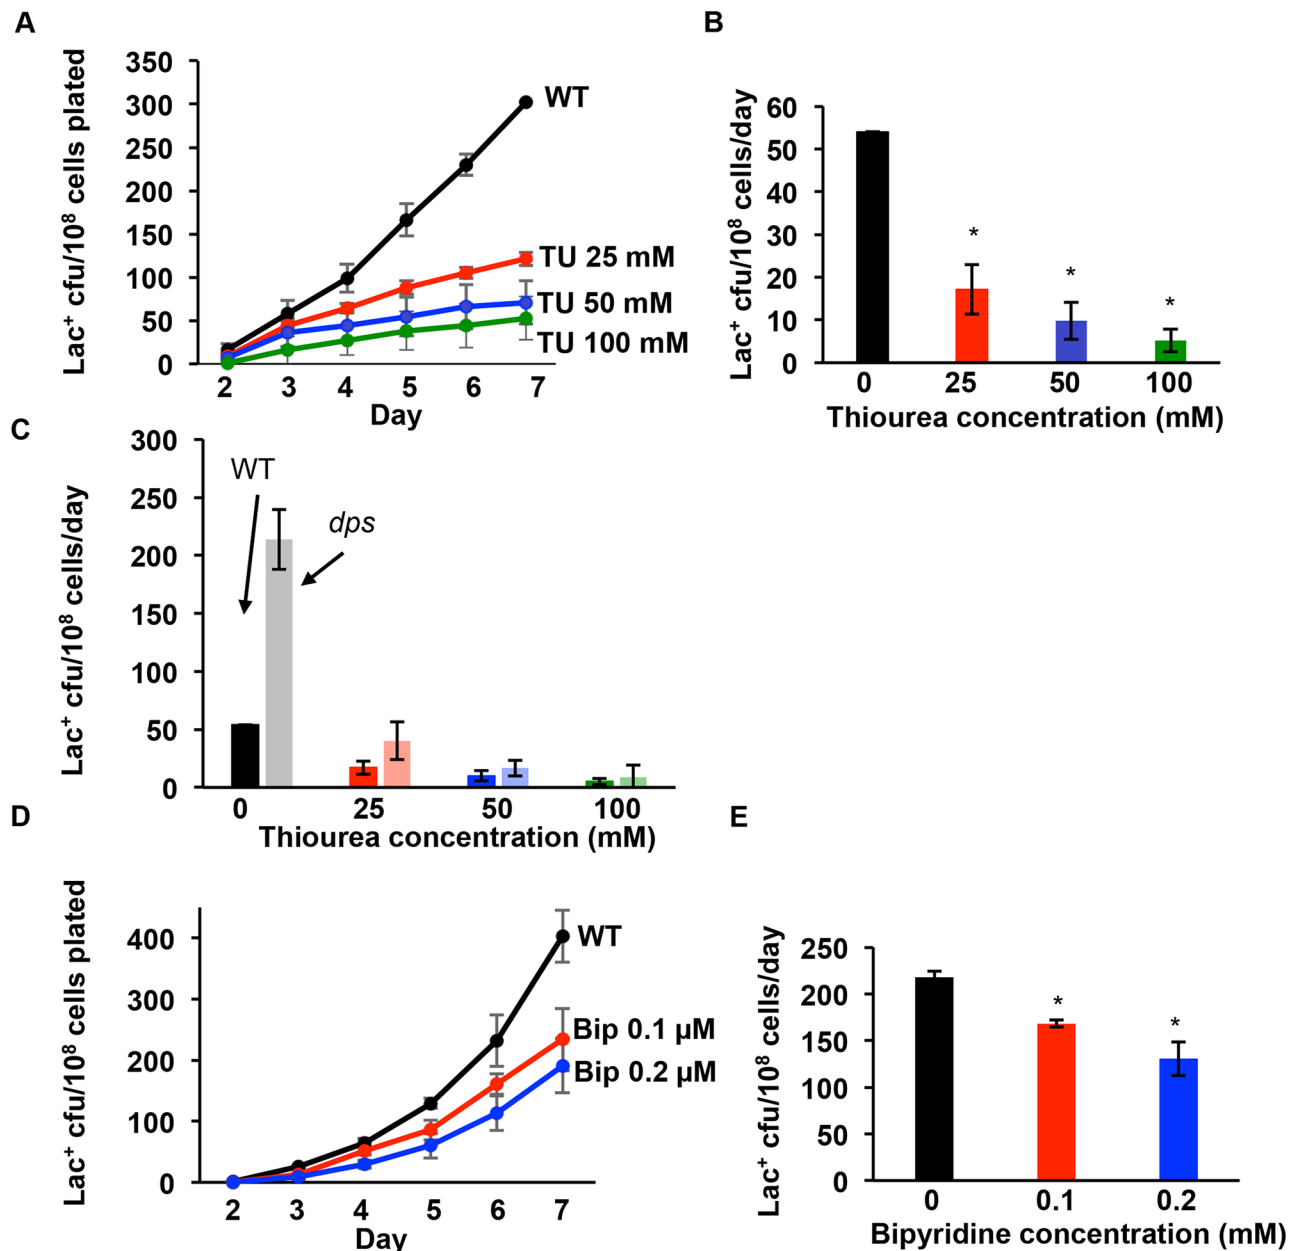 A
Lac⁺ cfu/10⁸ cells plated
350
300
250
200
150
100
50
0
WT
TU 25 mM
TU 50 mM
TU 100 mM
2 3 4 5 6 7
Day
B
Lac⁺ cfu/10⁸ cells/day
60
50
40
30
20
10
0
*
*
*
0 25 50 100
Thiourea concentration (mM)
C
Lac⁺ cfu/10⁸ cells/day
300
250
200
150
100
50
0
WT
dps
0 25 50 100
Thiourea concentration (mM)
D
Lac⁺ cfu/10⁸ cells plated
400
300
200
100
0
WT
Bip 0.1 µM
Bip 0.2 µM
2 3 4 5 6 7
Day
E
Lac⁺ cfu/10⁸ cells/day
250
200
150
100
50
0
*
*
0 0.1 0.2
Bipyridine concentration (mM)